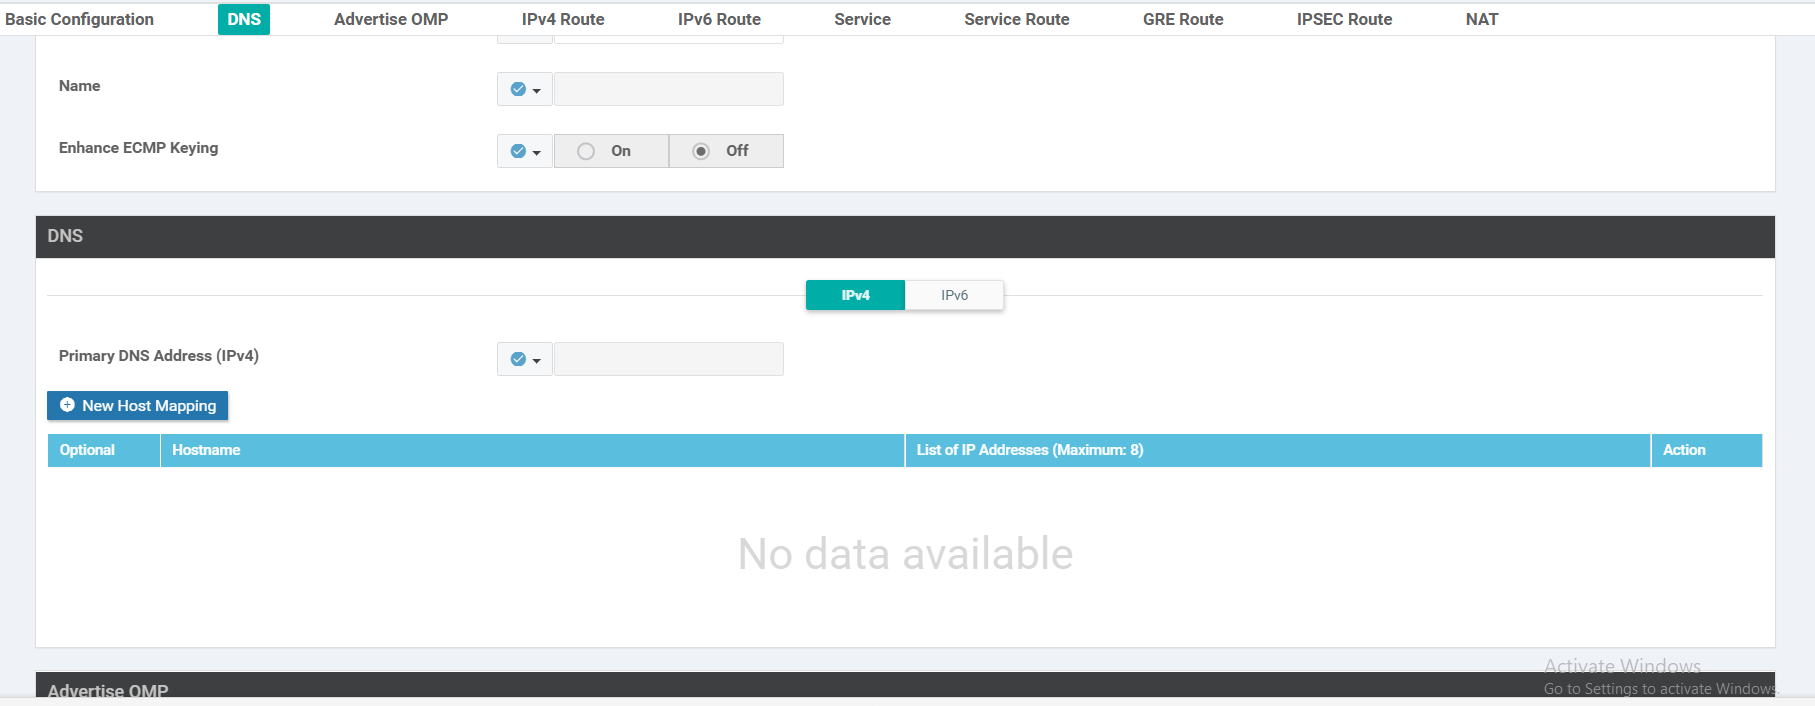 Basic Configuration DNS Advertise OMP IPv4 Route IPv6 Route Service Service Route GRE Route IPSEC Route NAT
Name
Enhance ECMP Keying On Off
DNS
IPv4 IPv6
Primary DNS Address (IPv4)
New Host Mapping
Optional Hostname List of IP Addresses (Maximum: 8) Action
No data available
Activate Windows
Go to Settings to activate Windows.
Advertise OMP